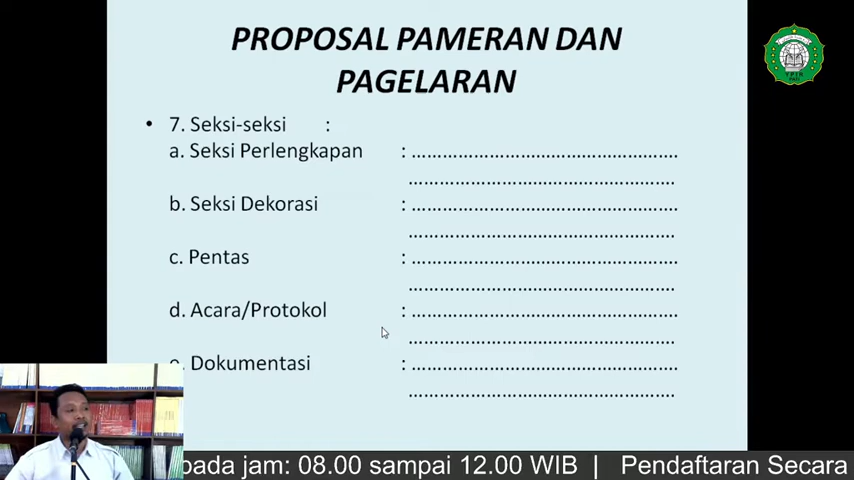 PROPOSAL PAMERAN DAN
PAGELARAN
• 7. Seksi-seksi :
a. Seksi Perlengkapan : ....................................................
....................................................
b. Seksi Dekorasi : ....................................................
....................................................
c. Pentas : ....................................................
....................................................
d. Acara/Protokol : ....................................................
....................................................
Dokumentasi : ....................................................
....................................................
pada jam: 08.00 sampai 12.00 WIB | Pendaftaran Secara